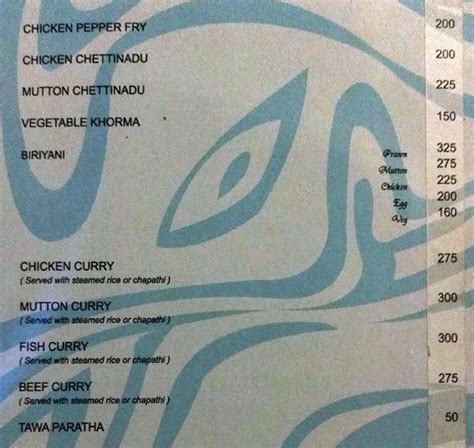 CHICKEN PEPPER FRY 200
CHICKEN CHETTINADU 200
MUTTON CHETTINADU 225
VEGETABLE KHORMA 150
BIRIYANI Prawn 325
Mutton 275
Chicken 225
Egg 200
Veg 160
CHICKEN CURRY 275
( Served with steamed rice or chapathi )
MUTTON CURRY 300
( Served with steamed rice or chapathi )
FISH CURRY 300
( Served with steamed rice or chapathi )
BEEF CURRY 275
( Served with steamed rice or chapathi )
TAWA PARATHA 50